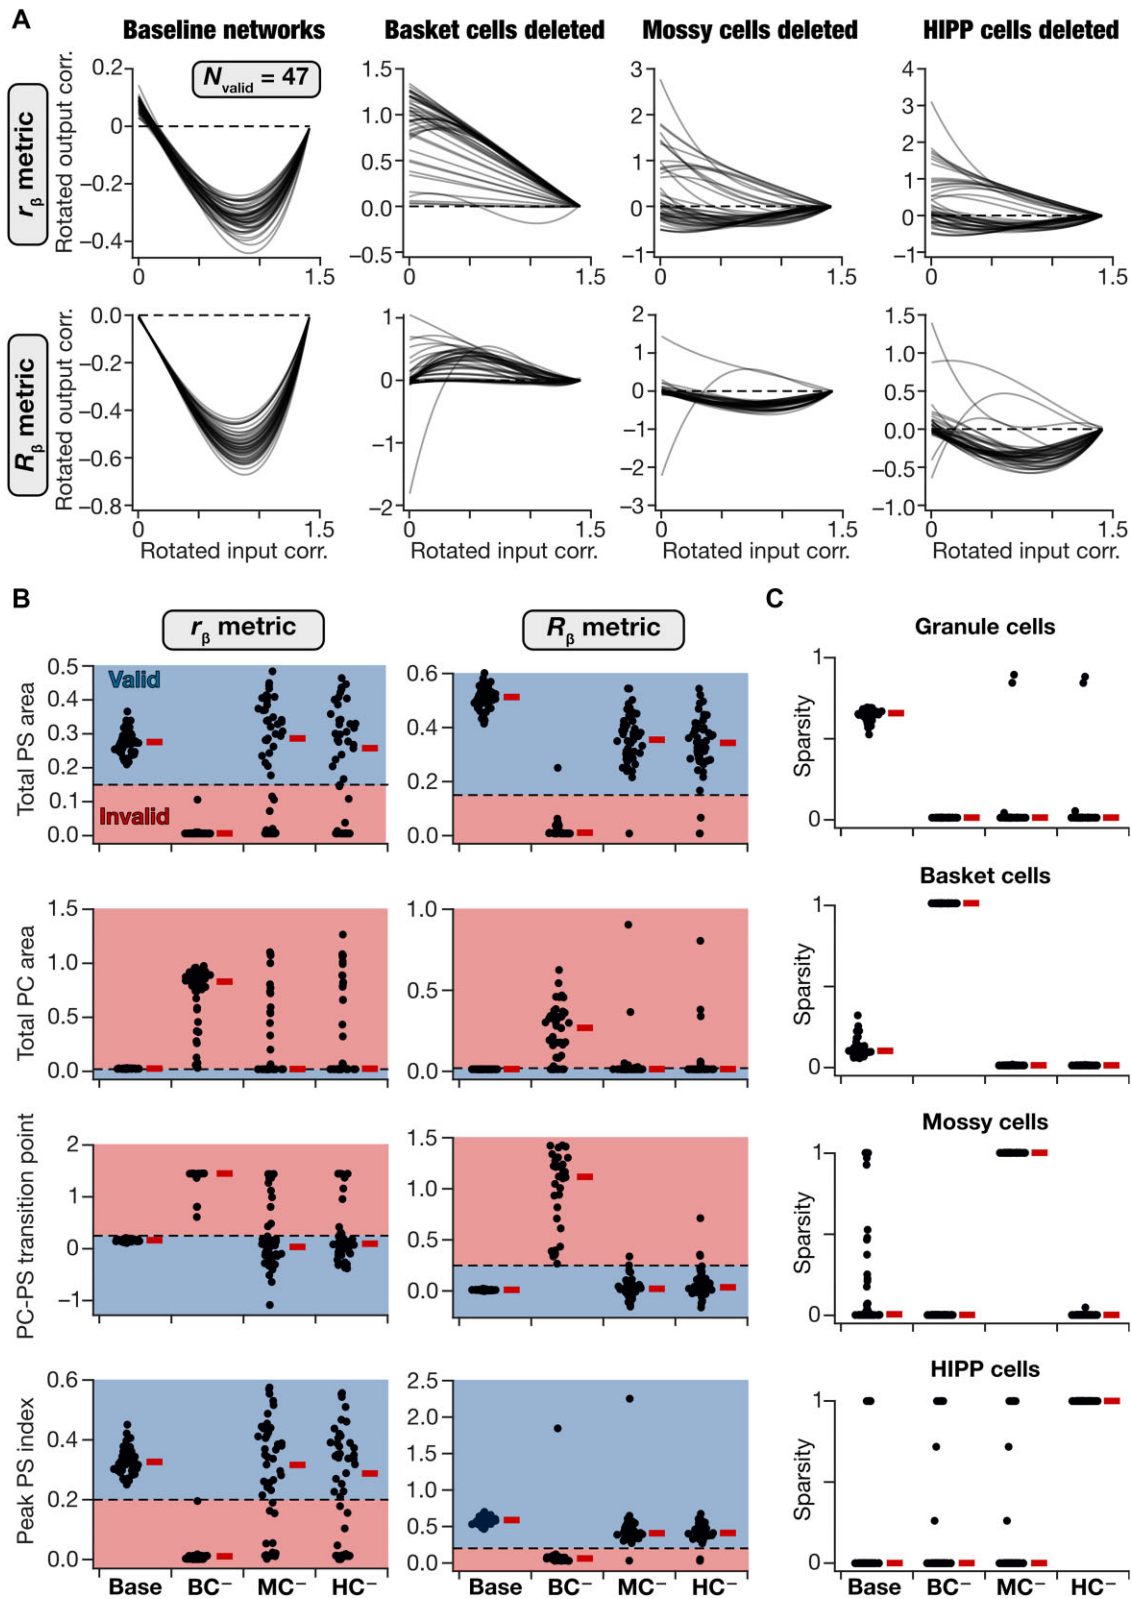 A
Baseline networks
Basket cells deleted
Mossy cells deleted
HIPP cells deleted
rβ metric
Rotated output corr.
0.2
0
−0.2
−0.4
Nvalid = 47
0
1.5
1.5
1.0
0.5
0.0
−0.5
0
1.5
3
2
1
0
−1
0
1.5
4
3
2
1
0
−1
0
1.5
Rβ metric
Rotated output corr.
0.0
−0.2
−0.4
−0.6
−0.8
0
1.5
Rotated input corr.
1
0
−1
−2
0
1.5
Rotated input corr.
2
1
0
−1
−2
−3
0
1.5
Rotated input corr.
1.5
1.0
0.5
0.0
−0.5
−1.0
0
1.5
Rotated input corr.
B
rβ metric
Rβ metric
Total PS area
0.5
0.4
0.3
0.2
0.1
0.0
Valid
Invalid
0.6
0.4
0.2
0.0
Total PC area
1.5
1.0
0.5
0.0
1.0
0.5
0.0
PC-PS transition point
2
1
0
−1
1.5
1.0
0.5
0.0
Peak PS index
0.6
0.4
0.2
0.0
2.5
2.0
1.5
1.0
0.5
0.0
Base
BC−
MC−
HC−
Base
BC−
MC−
HC−
C
Granule cells
Sparsity
1
0
Basket cells
Sparsity
1
0
Mossy cells
Sparsity
1
0
HIPP cells
Sparsity
1
0
Base
BC−
MC−
HC−